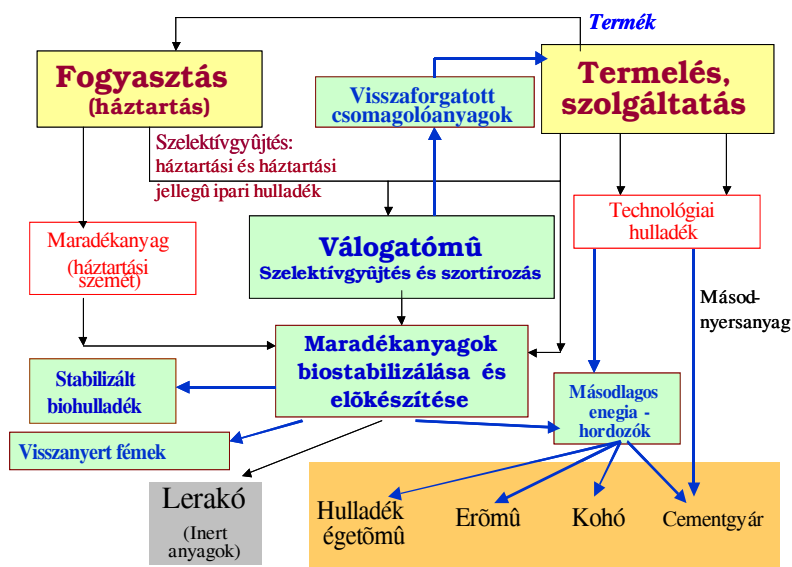 Termék
Fogyasztás
(háztartás)
Termelés,
szolgáltatás
Visszaforgatott
csomagolóanyagok
Szelektívgyûjtés:
háztartási és háztartási
jellegû ipari hulladék
Technológiai
hulladék
Maradékanyag
(háztartási
szemét)
Válogatómû
Szelektívgyûjtés és szortírozás
Másod-
nyersanyag
Maradékanyagok
biostabilizálása és
elõkészítése
Stabilizált
biohulladék
Másodlagos
enegia -
hordozók
Visszanyert fémek
Lerakó
(Inert
anyagok)
Hulladék
égetõmû
Erõmû
Kohó
Cementgyár